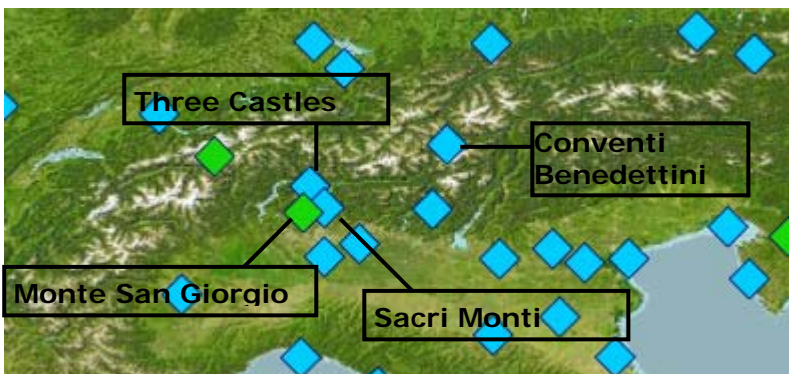 Three Castles
Conventi
Benedettini
Monte San Giorgio
Sacri Monti